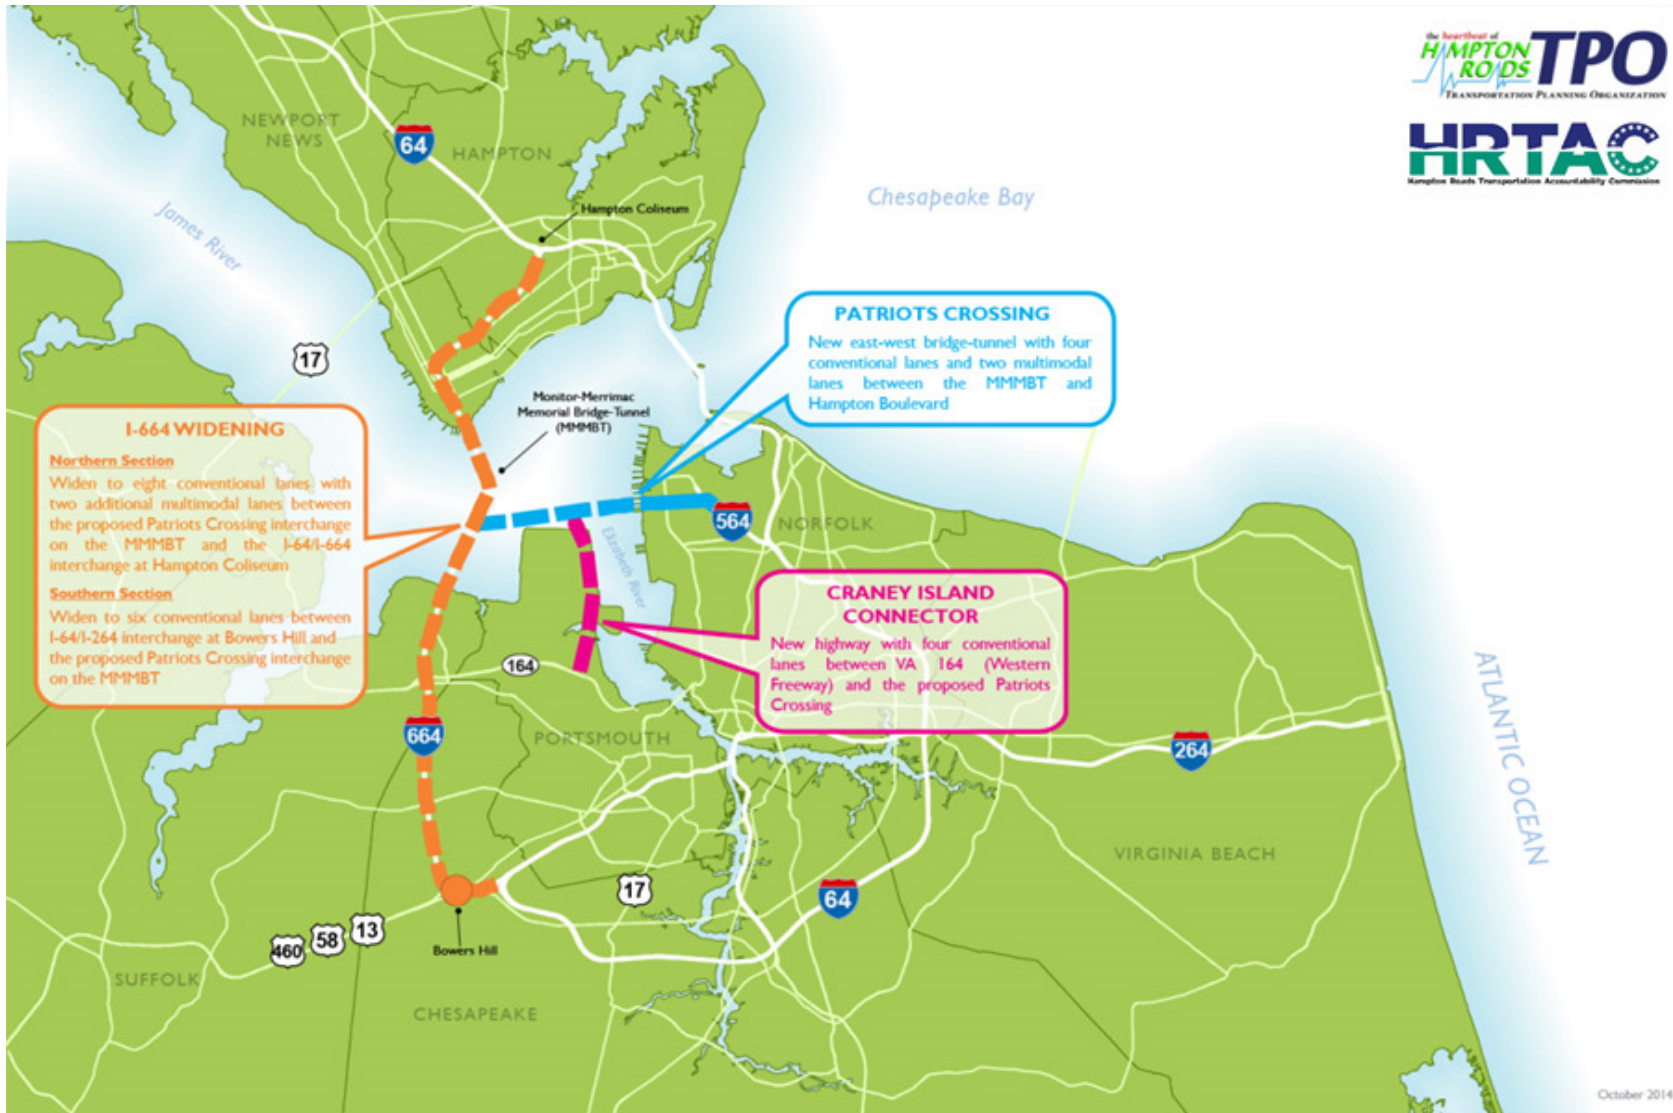 the heartbeat of
HAMPTON
ROADS
TPO
TRANSPORTATION PLANNING ORGANIZATION
HRTAC
Hampton Roads Transportation Accountability Commission
NEWPORT
NEWS
64
HAMPTON
Hampton Coliseum
James River
Chesapeake Bay
17
PATRIOTS CROSSING
New east-west bridge-tunnel with four
conventional lanes and two multimodal
lanes between the MMMBT and
Hampton Boulevard
Monitor-Merrimac
Memorial Bridge-Tunnel
(MMMBT)
I-664 WIDENING
Northern Section
Widen to eight conventional lanes with
two additional multimodal lanes between
the proposed Patriots Crossing interchange
on the MMMBT and the I-64/I-664
interchange at Hampton Coliseum
Southern Section
Widen to six conventional lanes between
I-64/I-264 interchange at Bowers Hill and
the proposed Patriots Crossing interchange
on the MMMBT
564
NORFOLK
Elizabeth River
CRANEY ISLAND
CONNECTOR
New highway with four conventional
lanes between VA 164 (Western
Freeway) and the proposed Patriots
Crossing
164
664
PORTSMOUTH
264
ATLANTIC OCEAN
VIRGINIA BEACH
17
64
13
58
460
Bowers Hill
SUFFOLK
CHESAPEAKE
October 2014